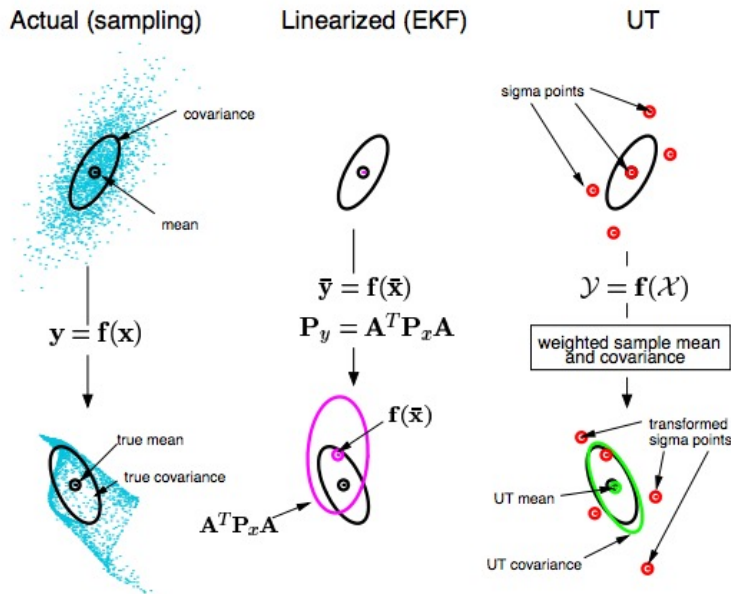 Actual (sampling)
covariance
mean
y = f(x)
true mean
true covariance
Linearized (EKF)
ȳ = f(x̄)
P_y = A^T P_x A
f(x̄)
A^T P_x A
UT
sigma points
𝒴 = f(𝒳)
weighted sample mean
and covariance
transformed
sigma points
UT mean
UT covariance